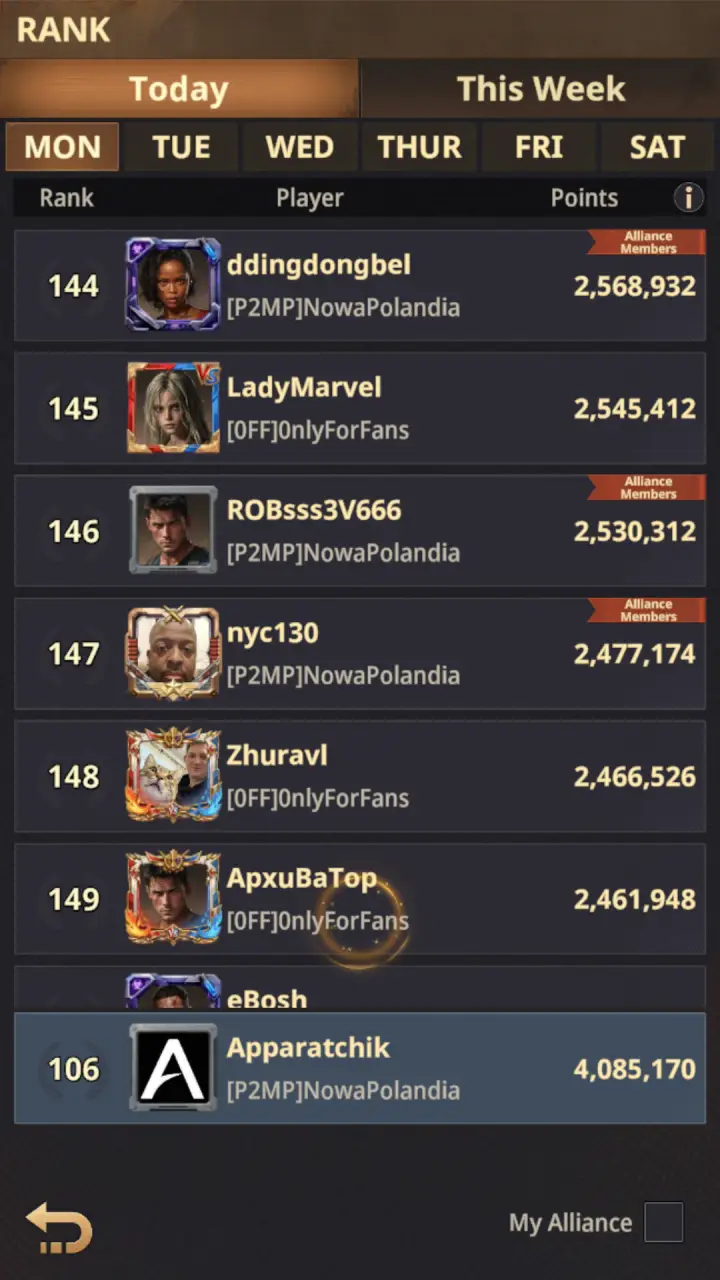 RANK
Today
This Week
MON
TUE
WED
THUR
FRI
SAT
Rank
Player
Points
i
Alliance
Members
144
ddingdongbel
[P2MP]NowaPolandia
2,568,932
VS
145
LadyMarvel
[0FF]0nlyForFans
2,545,412
Alliance
Members
146
ROBsss3V666
[P2MP]NowaPolandia
2,530,312
Alliance
Members
147
nyc130
[P2MP]NowaPolandia
2,477,174
148
Zhuravl
[0FF]0nlyForFans
2,466,526
149
ApxuBaTop
[0FF]0nlyForFans
2,461,948
eBosh
106
A
Apparatchik
[P2MP]NowaPolandia
4,085,170
My Alliance